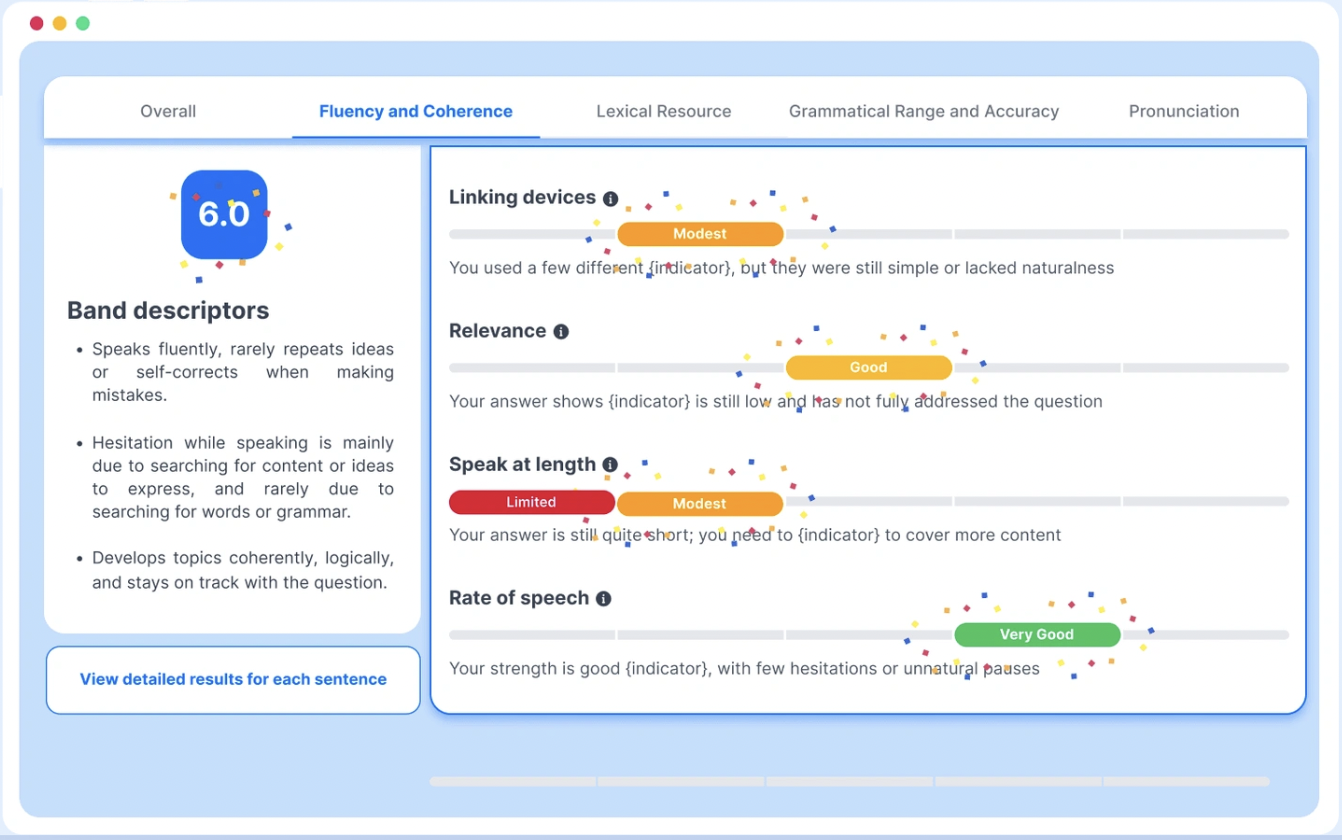 Overall
Fluency and Coherence
Lexical Resource
Grammatical Range and Accuracy
Pronunciation
6.0
Band descriptors
• Speaks fluently, rarely repeats ideas
or self-corrects when making
mistakes.
• Hesitation while speaking is mainly
due to searching for content or ideas
to express, and rarely due to
searching for words or grammar.
• Develops topics coherently, logically,
and stays on track with the question.
View detailed results for each sentence
Linking devices i
Modest
You used a few different {indicator}, but they were still simple or lacked naturalness
Relevance i
Good
Your answer shows {indicator} is still low and has not fully addressed the question
Speak at length i
Limited
Modest
Your answer is still quite short; you need to {indicator} to cover more content
Rate of speech i
Very Good
Your strength is good {indicator}, with few hesitations or unnatural pauses